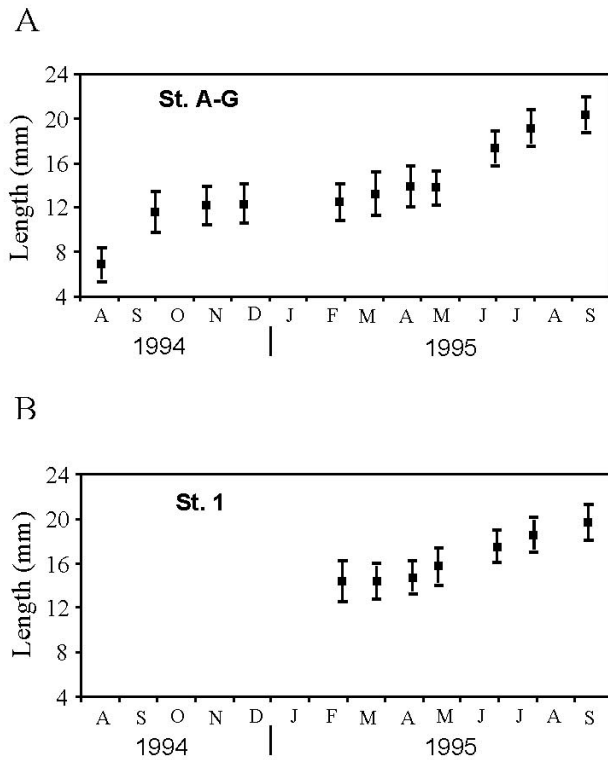 A
St. A-G
Length (mm)
24
20
16
12
8
4
A S O N D J F M A M J J A S
1994 1995
B
St. 1
Length (mm)
24
20
16
12
8
4
A S O N D J F M A M J J A S
1994 1995